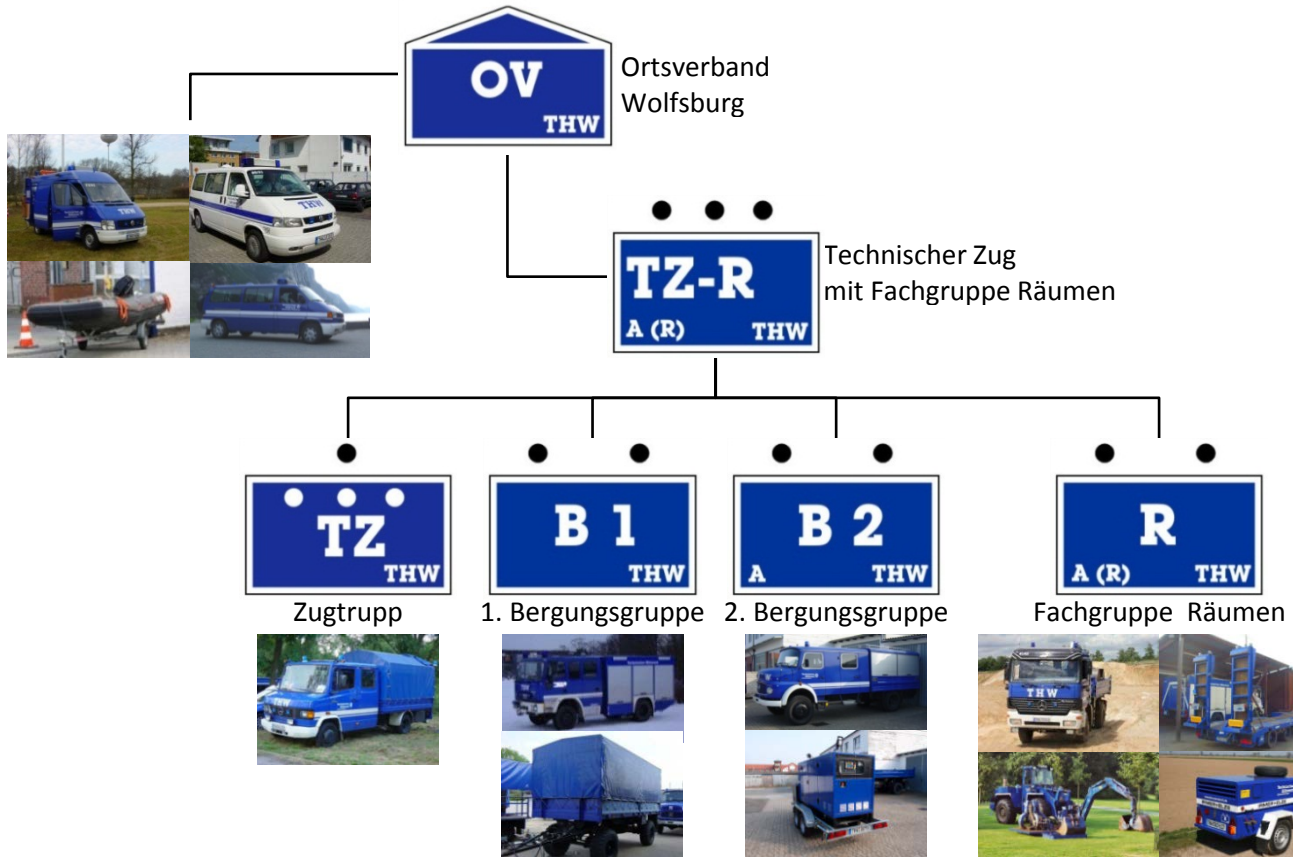 OV
THW
Ortsverband
Wolfsburg
THW
THW
TZ-R
A (R) THW
Technischer Zug
mit Fachgruppe Räumen
TZ
THW
B 1
THW
B 2
A THW
R
A (R) THW
Zugtrupp
1. Bergungsgruppe
2. Bergungsgruppe
Fachgruppe Räumen
THW
THW